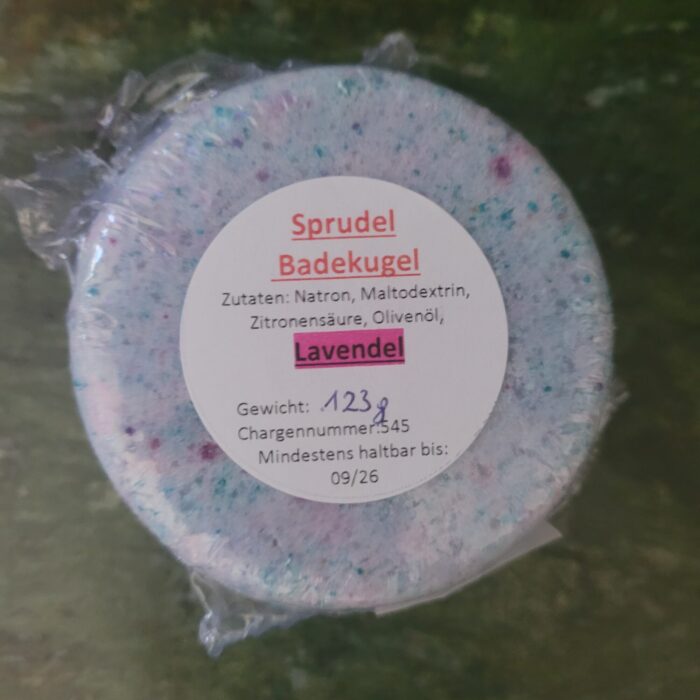 Sprudel
Badekugel
Zutaten: Natron, Maltodextrin,
Zitronensäure, Olivenöl,
Lavendel
Gewicht: 123g
Chargennummer:545
Mindestens haltbar bis:
09/26